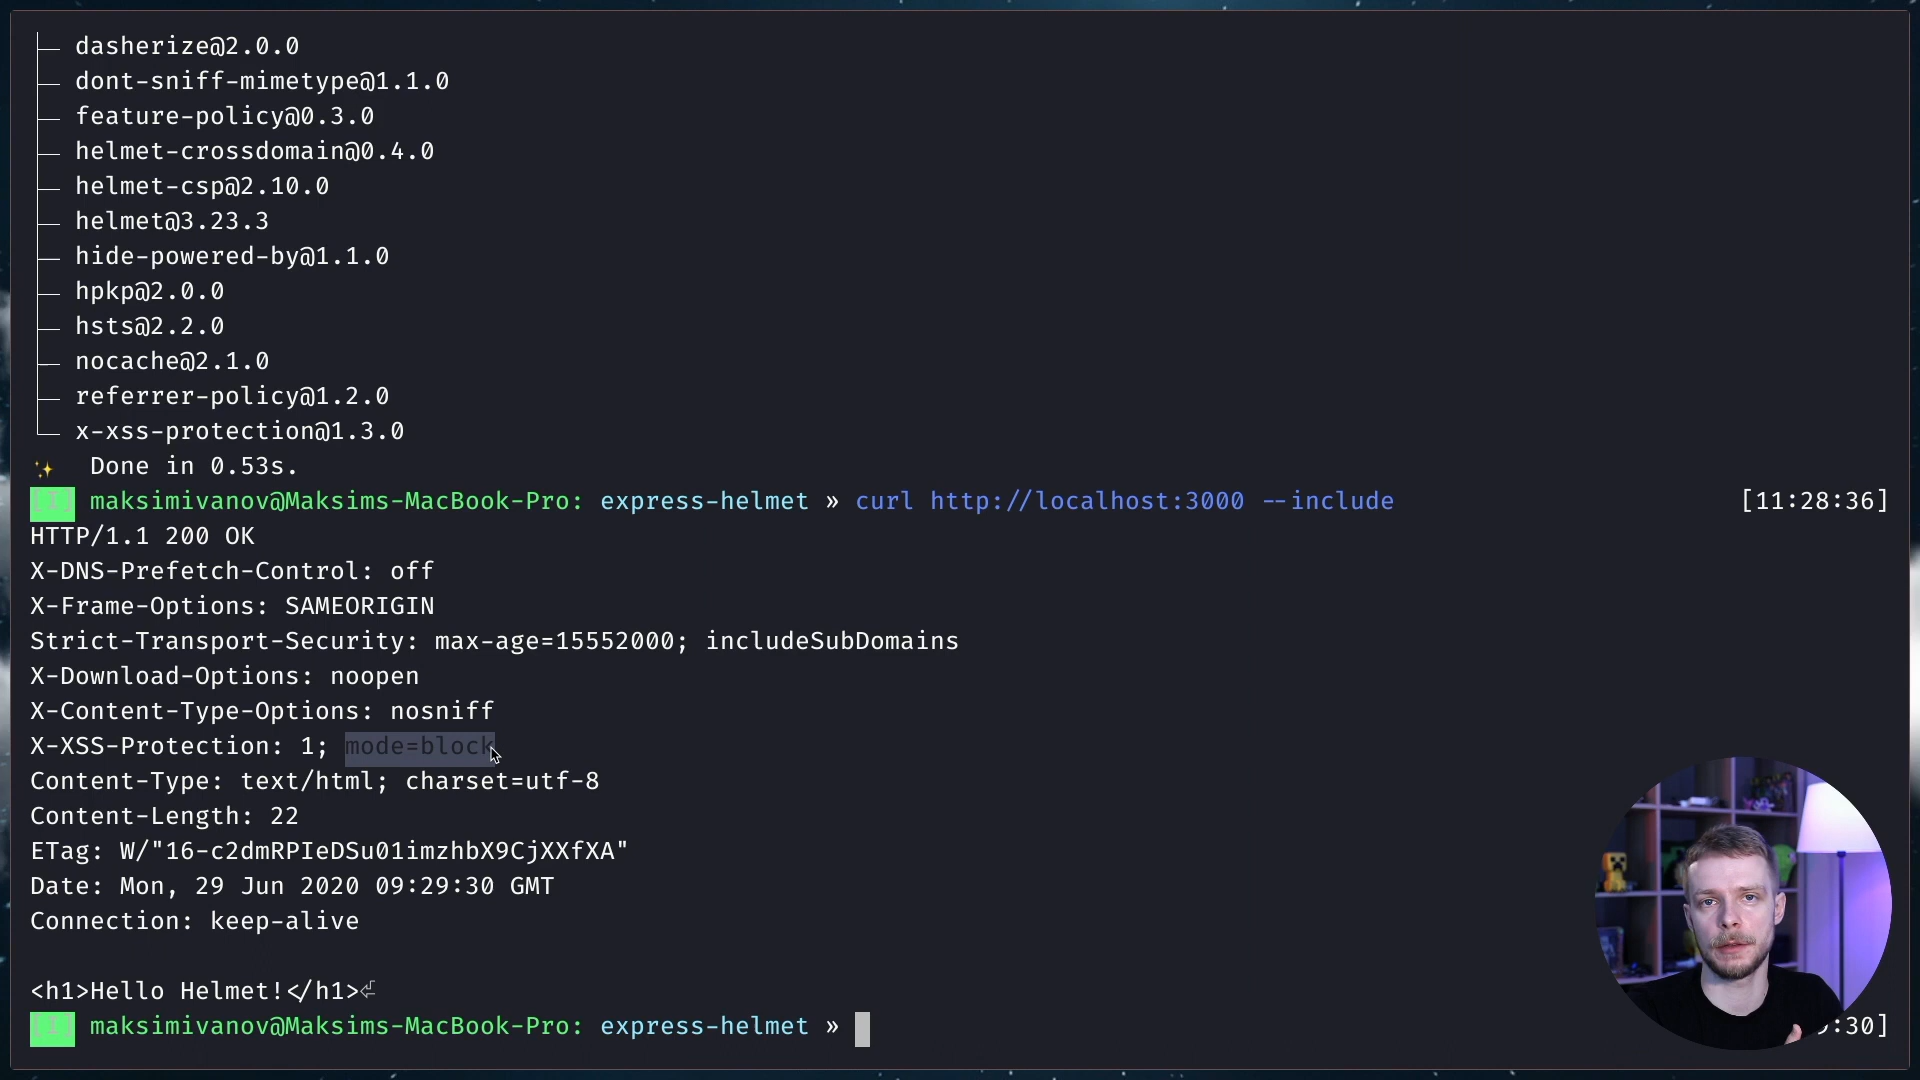 dasherize@2.0.0
dont-sniff-mimetype@1.1.0
feature-policy@0.3.0
helmet-crossdomain@0.4.0
helmet-csp@2.10.0
helmet@3.23.3
hide-powered-by@1.1.0
hpkp@2.0.0
hsts@2.2.0
nocache@2.1.0
referrer-policy@1.2.0
x-xss-protection@1.3.0
✨ Done in 0.53s.
[I] maksimivanov@Maksims-MacBook-Pro: express-helmet » curl http://localhost:3000 --include [11:28:36]
HTTP/1.1 200 OK
X-DNS-Prefetch-Control: off
X-Frame-Options: SAMEORIGIN
Strict-Transport-Security: max-age=15552000; includeSubDomains
X-Download-Options: noopen
X-Content-Type-Options: nosniff
X-XSS-Protection: 1; mode=block
Content-Type: text/html; charset=utf-8
Content-Length: 22
ETag: W/"16-c2dmRPIeDSu01imzhbX9CjXXfXA"
Date: Mon, 29 Jun 2020 09:29:30 GMT
Connection: keep-alive
<h1>Hello Helmet!</h1>⏎
[I] maksimivanov@Maksims-MacBook-Pro: express-helmet » :30]